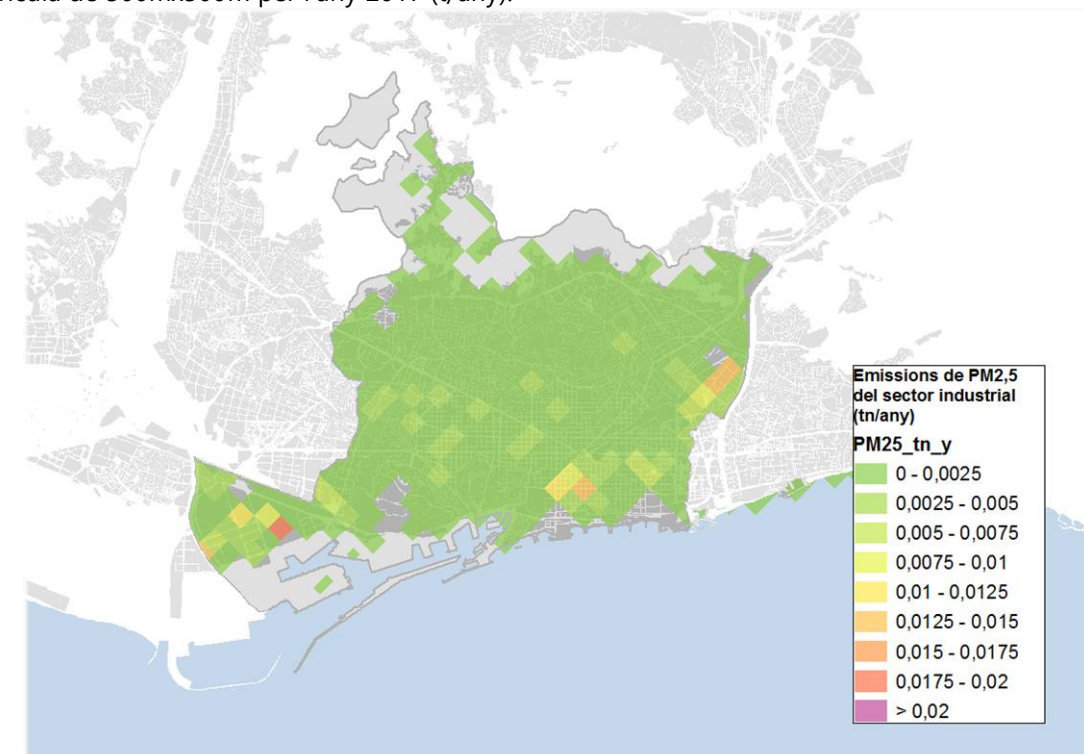 Emissions de PM2,5
del sector industrial
(tn/any)
PM25_tn_y
0 - 0,0025
0,0025 - 0,005
0,005 - 0,0075
0,0075 - 0,01
0,01 - 0,0125
0,0125 - 0,015
0,015 - 0,0175
0,0175 - 0,02
> 0,02